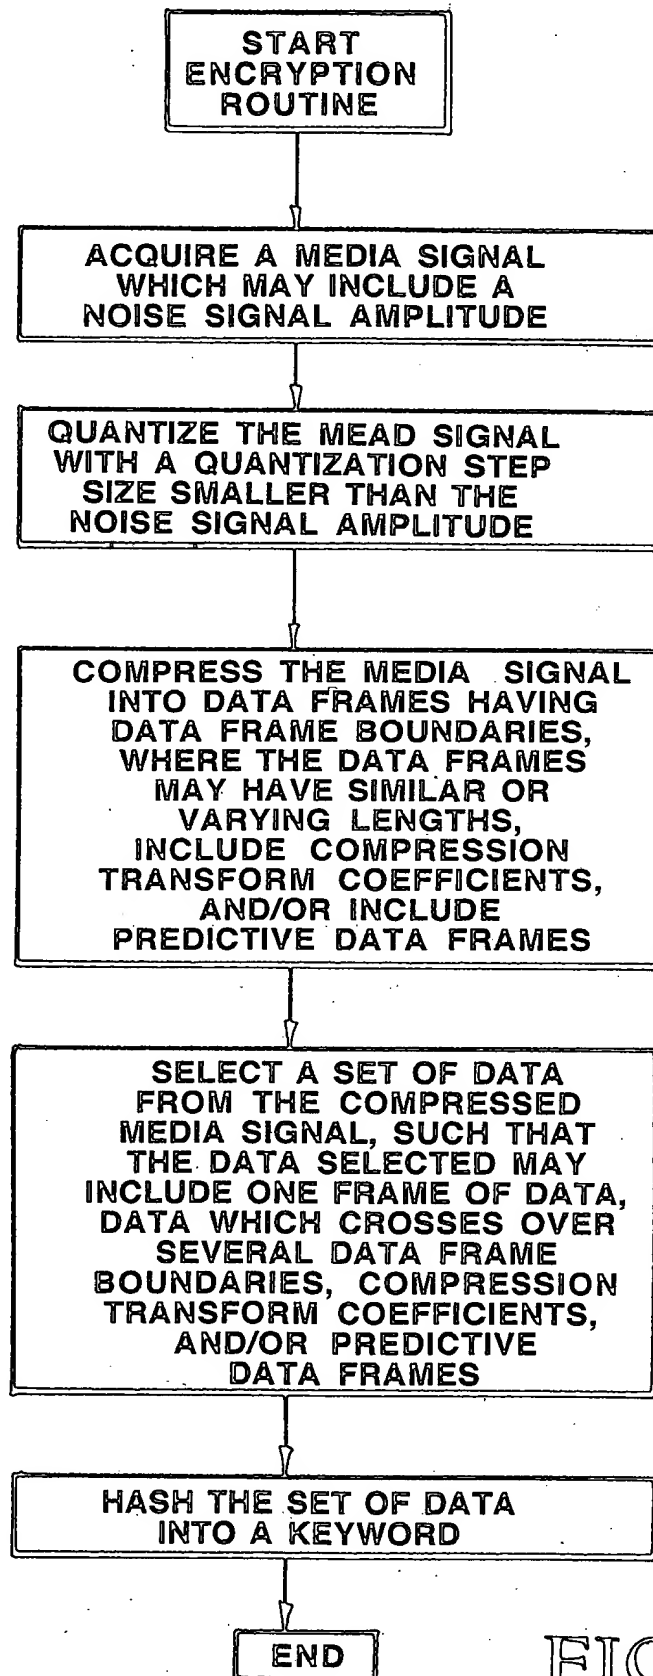 START
ENCRYPTION
ROUTINE
ACQUIRE A MEDIA SIGNAL
WHICH MAY INCLUDE A
NOISE SIGNAL AMPLITUDE
QUANTIZE THE MEAD SIGNAL
WITH A QUANTIZATION STEP
SIZE SMALLER THAN THE
NOISE SIGNAL AMPLITUDE
COMPRESS THE MEDIA SIGNAL
INTO DATA FRAMES HAVING
DATA FRAME BOUNDARIES,
WHERE THE DATA FRAMES
MAY HAVE SIMILAR OR
VARYING LENGTHS,
INCLUDE COMPRESSION
TRANSFORM COEFFICIENTS,
AND/OR INCLUDE
PREDICTIVE DATA FRAMES
SELECT A SET OF DATA
FROM THE COMPRESSED
MEDIA SIGNAL, SUCH THAT
THE DATA SELECTED MAY
INCLUDE ONE FRAME OF DATA,
DATA WHICH CROSSES OVER
SEVERAL DATA FRAME
BOUNDARIES, COMPRESSION
TRANSFORM COEFFICIENTS,
AND/OR PREDICTIVE
DATA FRAMES
HASH THE SET OF DATA
INTO A KEYWORD
END